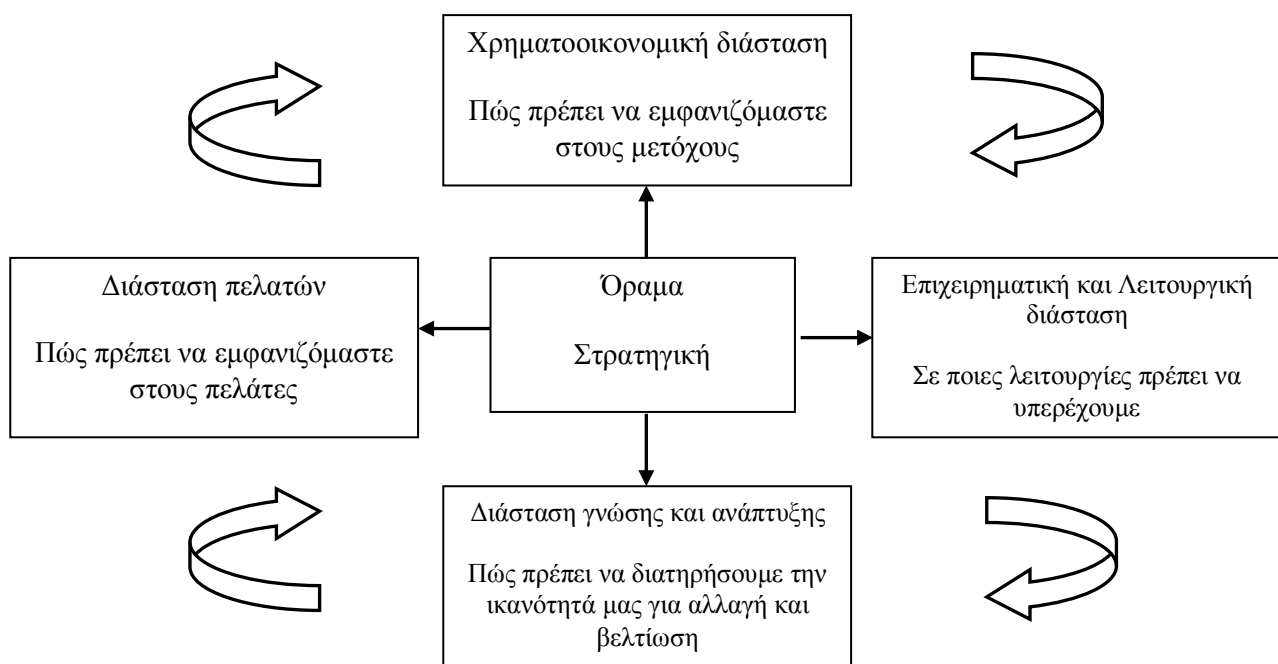 Χρηματοοικονομική διάσταση
Πώς πρέπει να εμφανιζόμαστε
στους μετόχους
Διάσταση πελατών
Πώς πρέπει να εμφανιζόμαστε
στους πελάτες
Όραμα
Στρατηγική
Επιχειρηματική και Λειτουργική
διάσταση
Σε ποιες λειτουργίες πρέπει να
υπερέχουμε
Διάσταση γνώσης και ανάπτυξης
Πώς πρέπει να διατηρήσουμε την
ικανότητά μας για αλλαγή και
βελτίωση